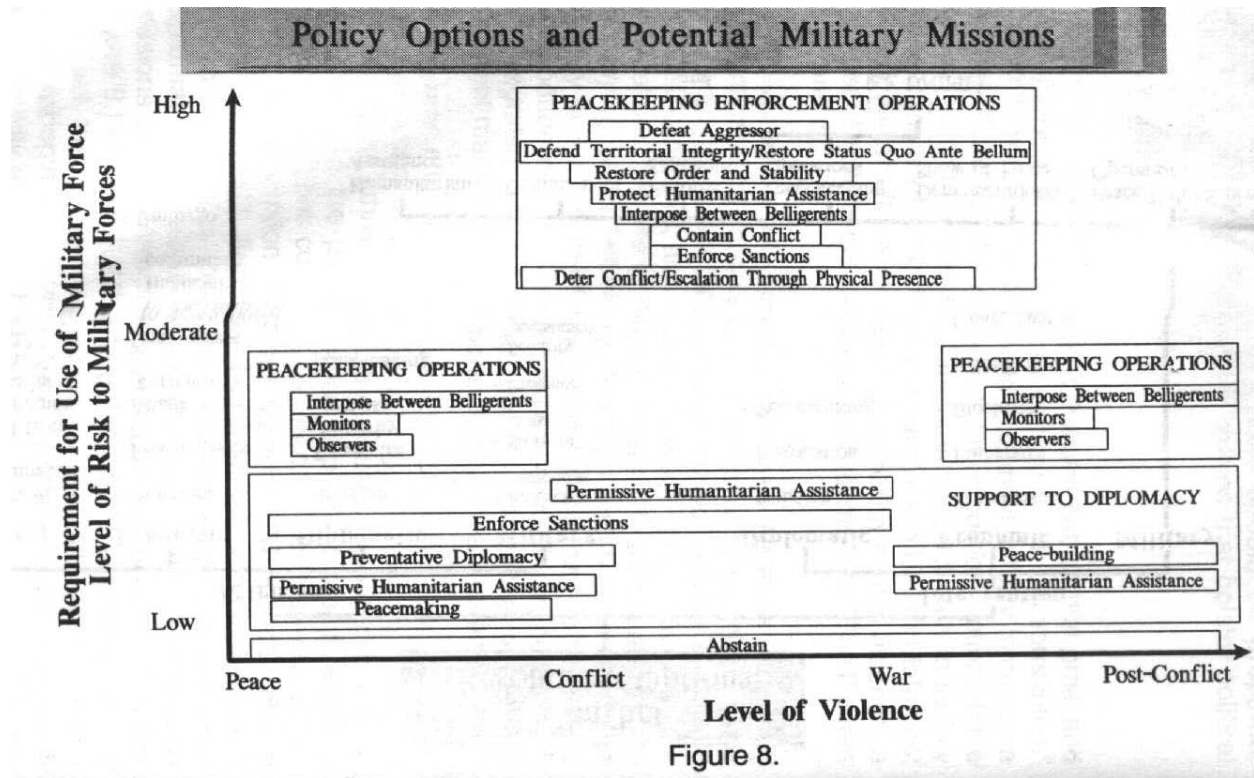 Policy Options and Potential Military Missions
Requirement for Use of Military Force
Level of Risk to Military Forces
High
Moderate
Low
PEACEKEEPING ENFORCEMENT OPERATIONS
Defeat Aggressor
Defend Territorial Integrity/Restore Status Quo Ante Bellum
Restore Order and Stability
Protect Humanitarian Assistance
Interpose Between Belligerents
Contain Conflict
Enforce Sanctions
Deter Conflict/Escalation Through Physical Presence
PEACEKEEPING OPERATIONS
Interpose Between Belligerents
Monitors
Observers
PEACEKEEPING OPERATIONS
Interpose Between Belligerents
Monitors
Observers
SUPPORT TO DIPLOMACY
Permissive Humanitarian Assistance
Enforce Sanctions
Preventative Diplomacy
Permissive Humanitarian Assistance
Peacemaking
Peace-building
Permissive Humanitarian Assistance
Abstain
Peace
Conflict
War
Post-Conflict
Level of Violence
Figure 8.